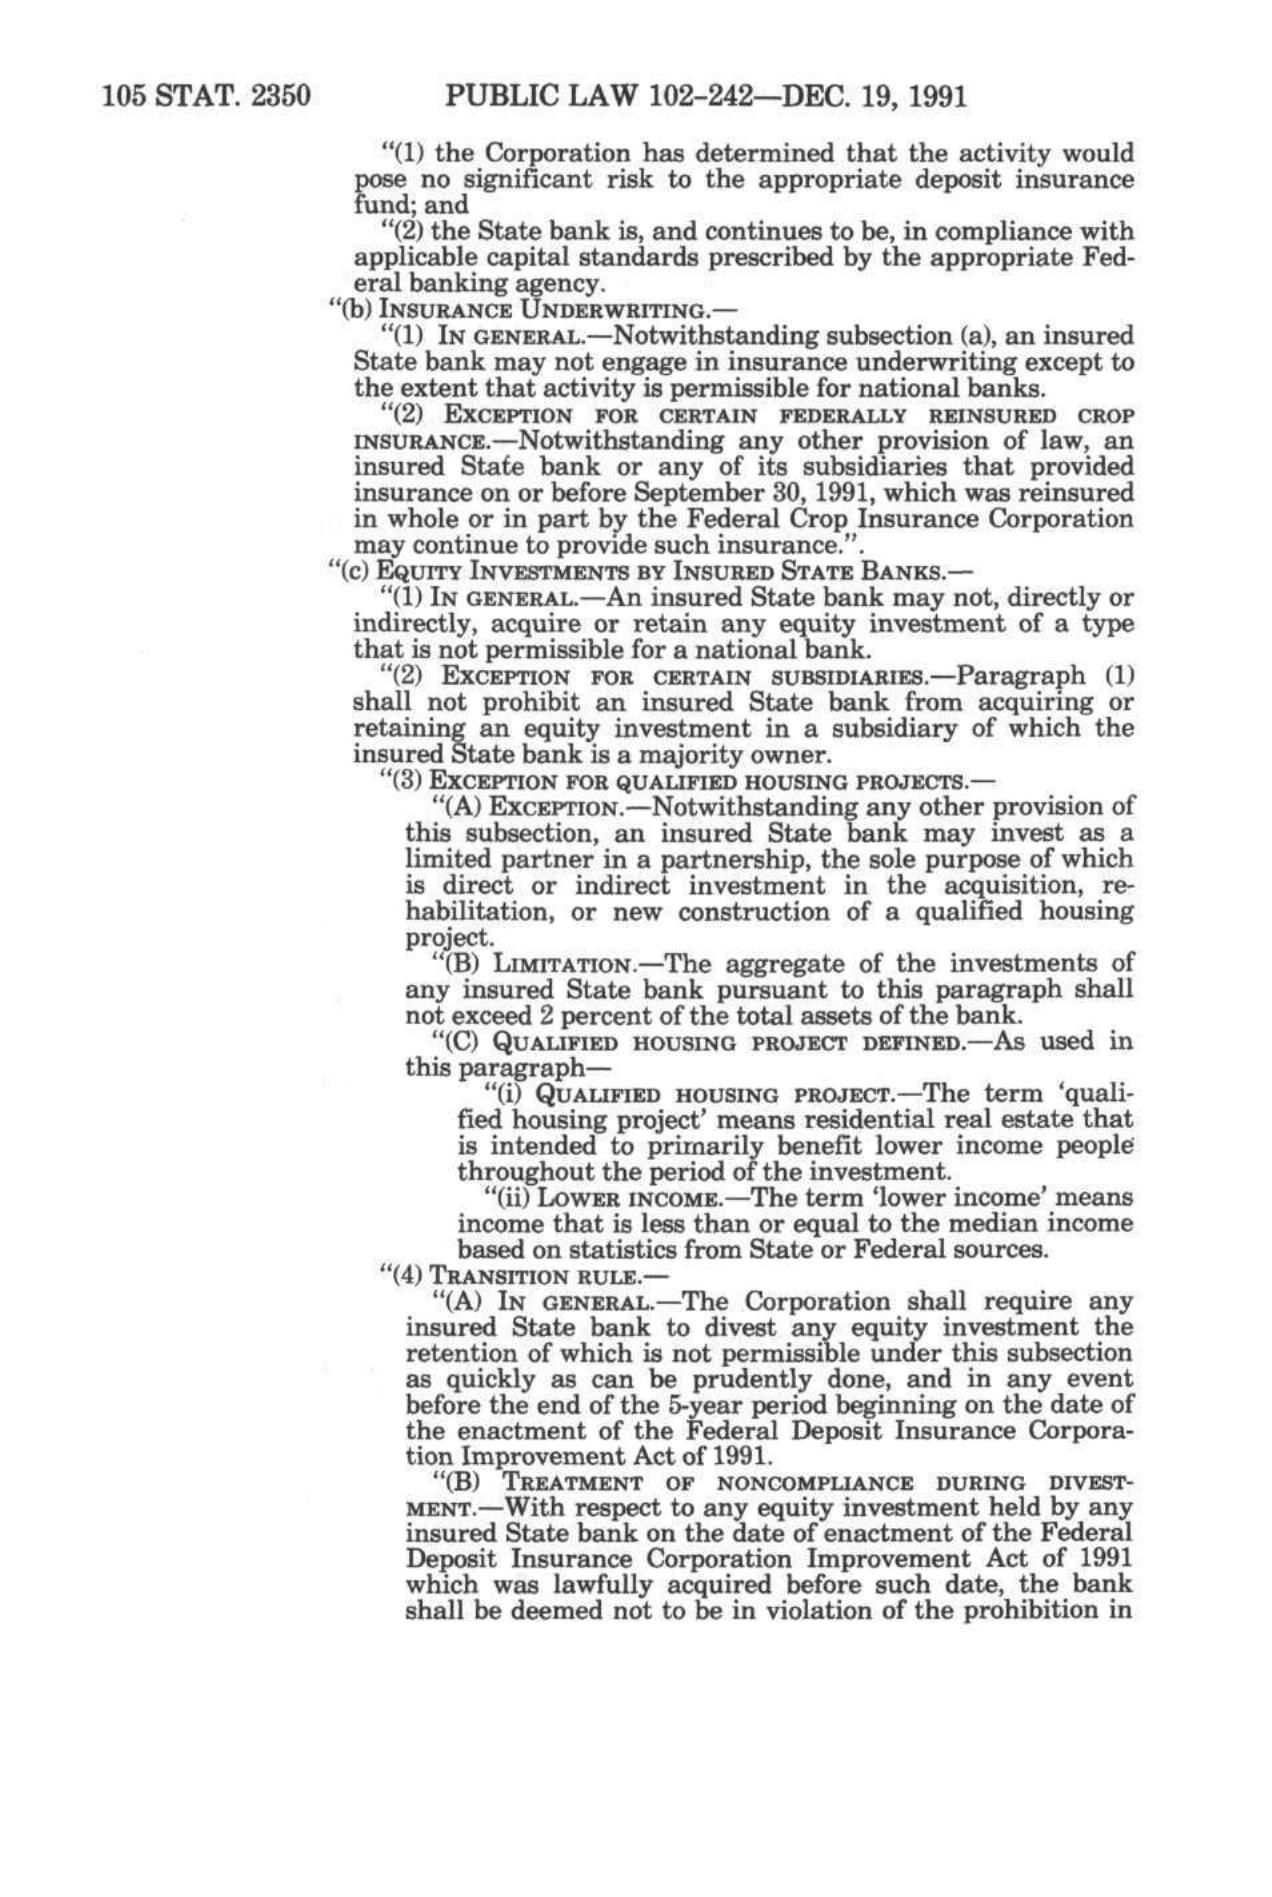 105 STAT. 2350 PUBLIC LAW 102-242—DEC. 19, 1991
"(1) the Corporation has determined that the activity would
pose no significant risk to the appropriate deposit insurance
fund; and
"(2) the State bank is, and continues to be, in compliance with
applicable capital standards prescribed by the appropriate Fed-
eral banking agency.
"(b) INSURANCE UNDERWRITING.—
"(1) IN GENERAL.—Notwithstanding subsection (a), an insured
State bank may not engage in insurance underwriting except to
the extent that activity is permissible for national banks.
"(2) EXCEPTION FOR CERTAIN FEDERALLY REINSURED CROP
INSURANCE.—Notwithstanding any other provision of law, an
insured State bank or any of its subsidiaries that provided
insurance on or before September 30, 1991, which was reinsured
in whole or in part by the Federal Crop Insurance Corporation
may continue to provide such insurance.".
"(c) EQUITY INVESTMENTS BY INSURED STATE BANKS.—
"(1) IN GENERAL.—An insured State bank may not, directly or
indirectly, acquire or retain any equity investment of a type
that is not permissible for a national bank.
"(2) EXCEPTION FOR CERTAIN SUBSIDIARIES.—Paragraph (1)
shall not prohibit an insured State bank from acquiring or
retaining an equity investment in a subsidiary of which the
insured State bank is a majority owner.
"(3) EXCEPTION FOR QUALIFIED HOUSING PROJECTS.—
"(A) EXCEPTION.—Notwithstanding any other provision of
this subsection, an insured State bank may invest as a
limited partner in a partnership, the sole purpose of which
is direct or indirect investment in the acquisition, re-
habilitation, or new construction of a qualified housing
project.
"(B) LIMITATION.—The aggregate of the investments of
any insured State bank pursuant to this paragraph shall
not exceed 2 percent of the total assets of the bank.
"(C) QUALIFIED HOUSING PROJECT DEFINED.—As used in
this paragraph—
"(i) QUALIFIED HOUSING PROJECT.—The term 'quali-
fied housing project' means residential real estate that
is intended to primarily benefit lower income people
throughout the period of the investment.
"(ii) LOWER INCOME.—The term 'lower income' means
income that is less than or equal to the median income
based on statistics from State or Federal sources.
"(4) TRANSITION RULE.—
"(A) IN GENERAL.—The Corporation shall require any
insured State bank to divest any equity investment the
retention of which is not permissible under this subsection
as quickly as can be prudently done, and in any event
before the end of the 5-year period beginning on the date of
the enactment of the Federal Deposit Insurance Corpora-
tion Improvement Act of 1991.
"(B) TREATMENT OF NONCOMPLIANCE DURING DIVEST-
MENT.—With respect to any equity investment held by any
insured State bank on the date of enactment of the Federal
Deposit Insurance Corporation Improvement Act of 1991
which was lawfully acquired before such date, the bank
shall be deemed not to be in violation of the prohibition in